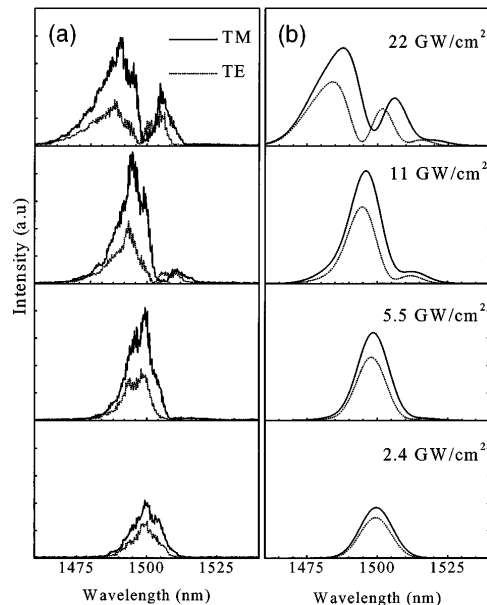 (a)
TM
TE
(b)
22 GW/cm²
11 GW/cm²
5.5 GW/cm²
2.4 GW/cm²
Intensity (a.u)
1475 1500 1525
1475 1500 1525
Wavelength (nm)
Wavelength (nm)